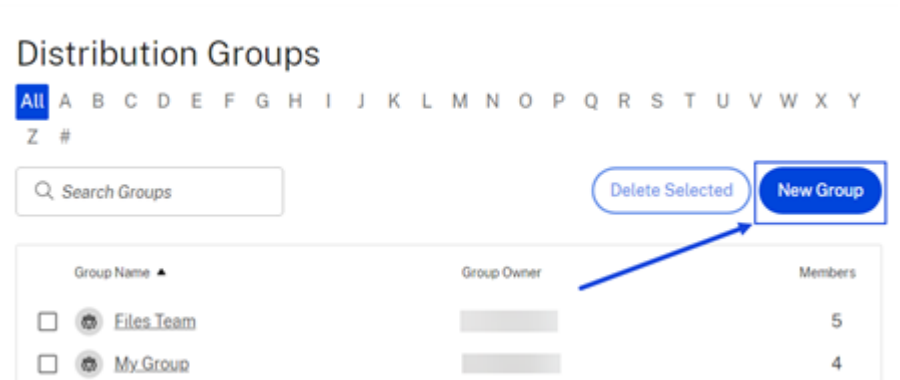 Distribution Groups
All A B C D E F G H I J K L M N O P Q R S T U V W X Y
Z #
Search Groups Delete Selected New Group
Group Name ▲ Group Owner Members
Files Team 5
My Group 4